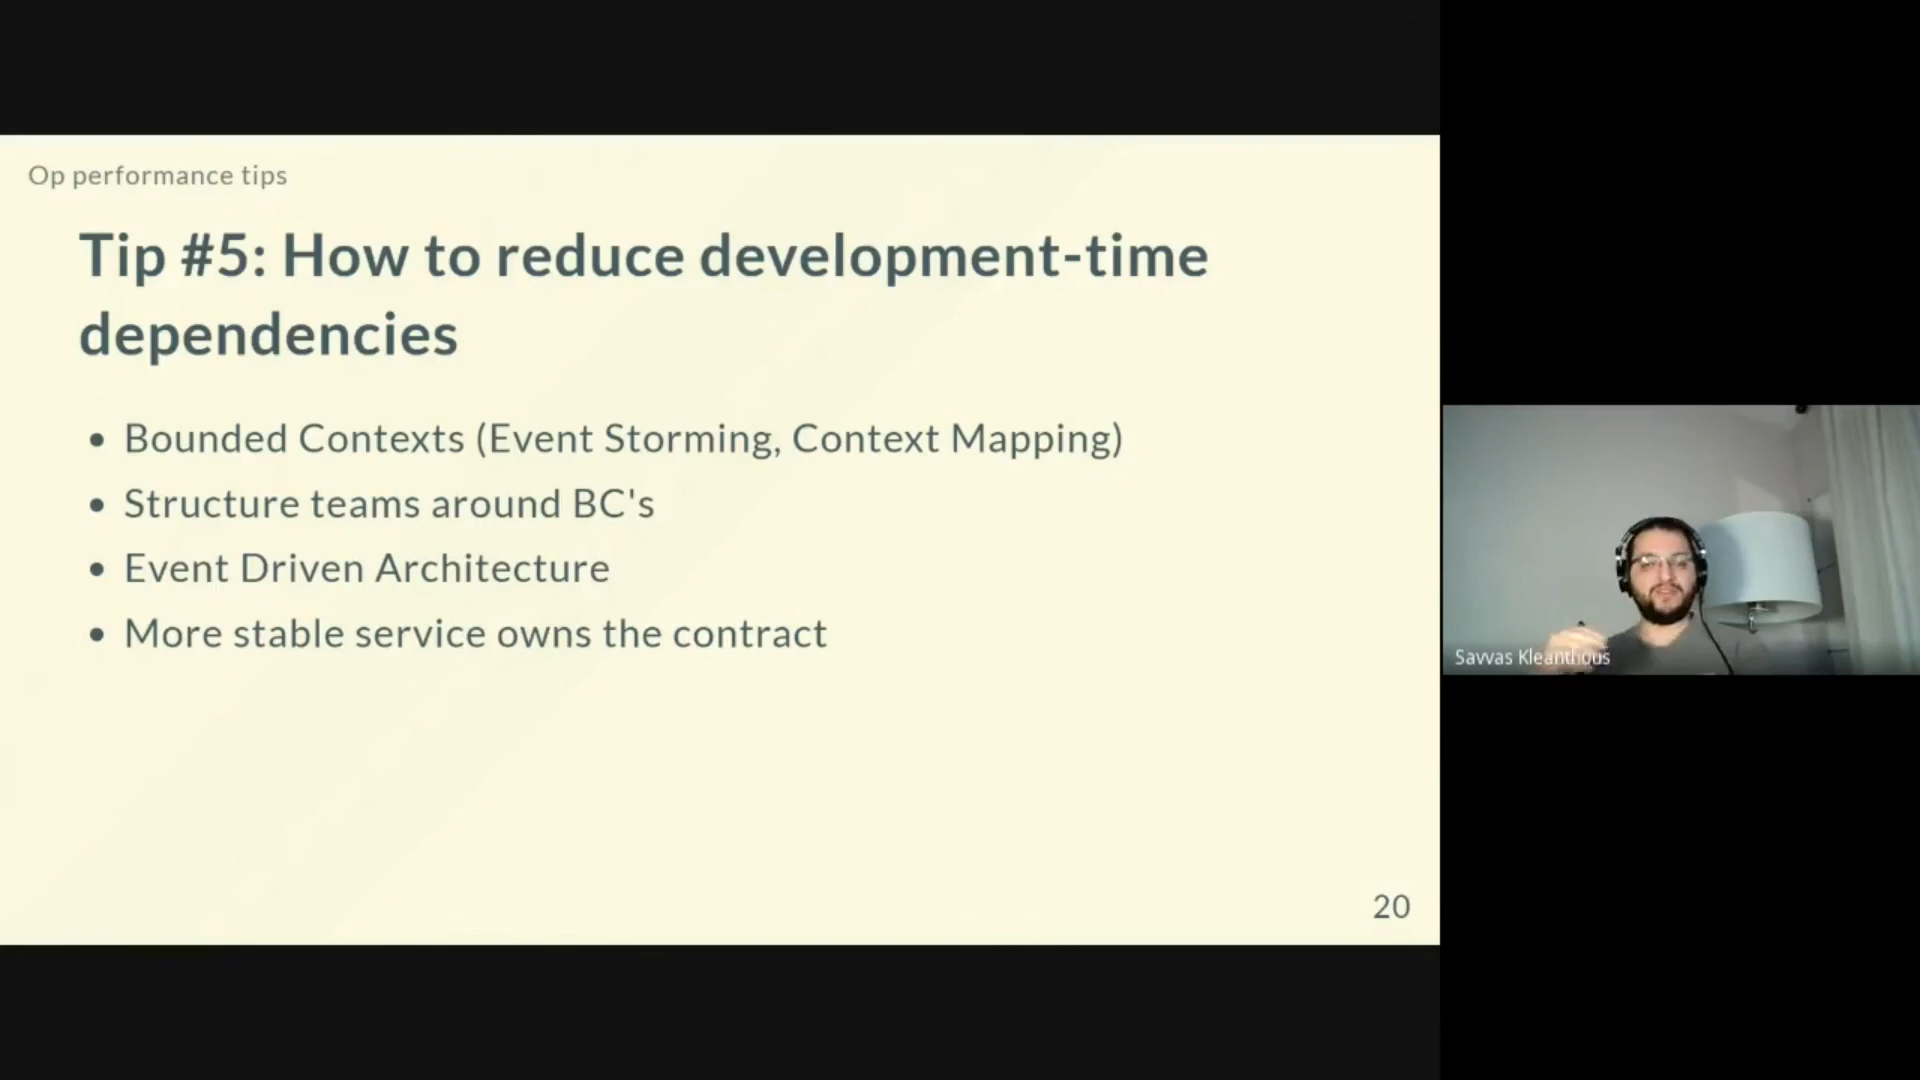 Op performance tips
Tip #5: How to reduce development-time
dependencies
• Bounded Contexts (Event Storming, Context Mapping)
• Structure teams around BC's
• Event Driven Architecture
• More stable service owns the contract
20
Savvas Kleanthous